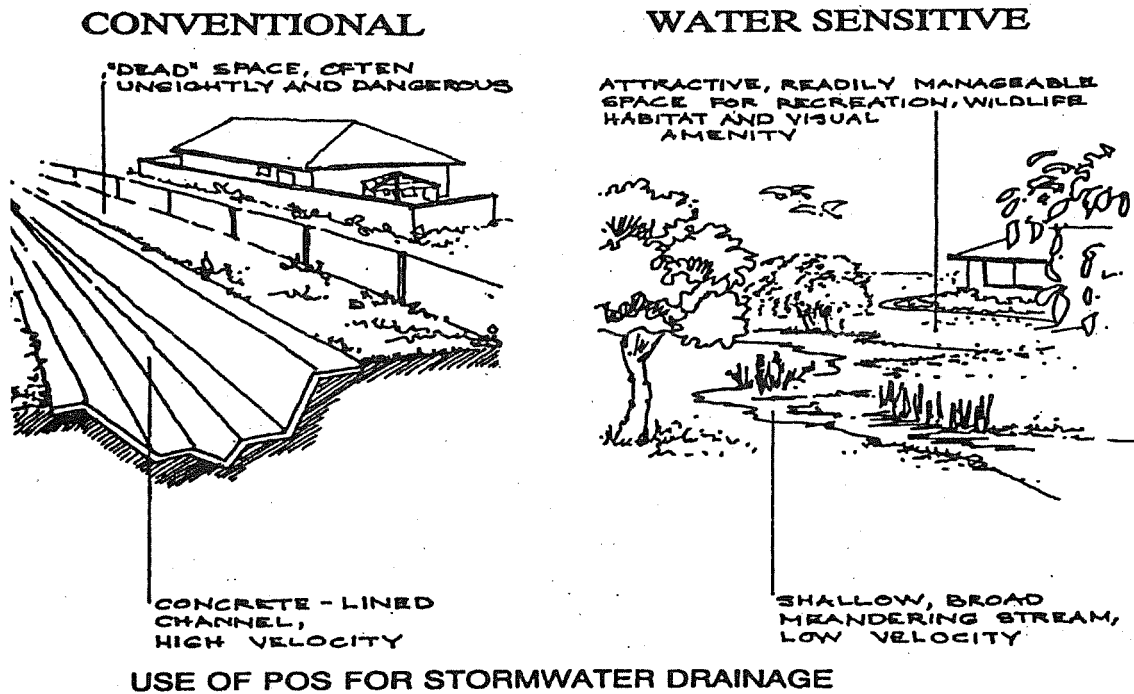 CONVENTIONAL
"DEAD" SPACE, OFTEN
UNSIGHTLY AND DANGEROUS
CONCRETE - LINED
CHANNEL,
HIGH VELOCITY
WATER SENSITIVE
ATTRACTIVE, READILY MANAGEABLE
SPACE FOR RECREATION, WILDLIFE
HABITAT AND VISUAL
AMENITY
SHALLOW, BROAD
MEANDERING STREAM,
LOW VELOCITY
USE OF POS FOR STORMWATER DRAINAGE